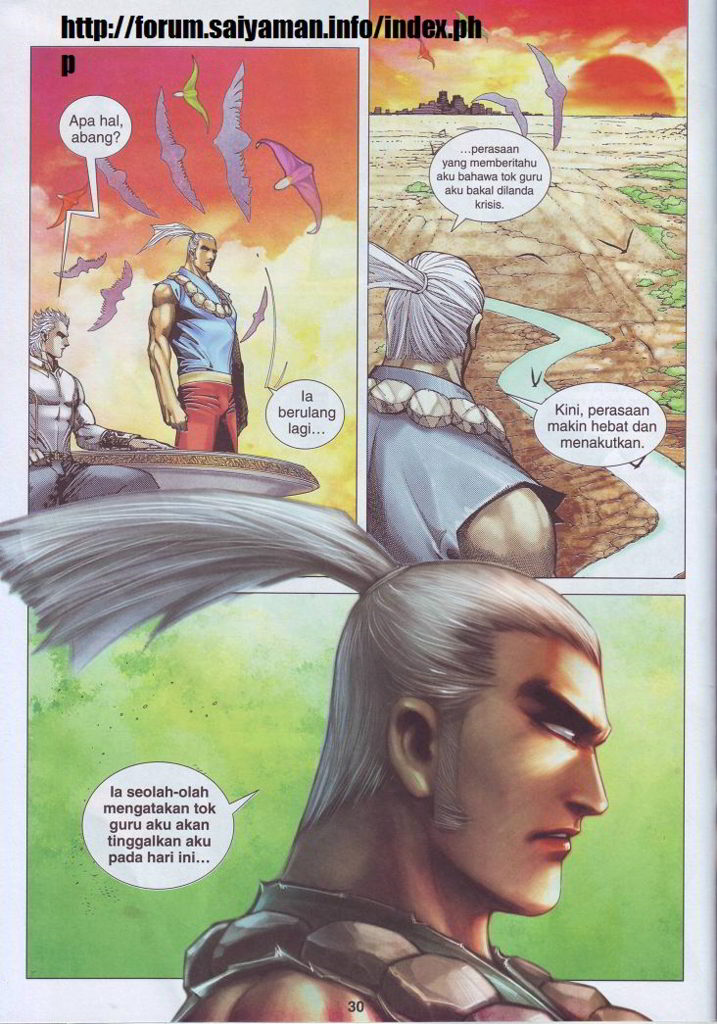 http://forum.saiyaman.info/index.ph
p
Apa hal,
abang?
Ia
berulang
lagi...
...perasaan
yang memberitahu
aku bahawa tok guru
aku bakal dilanda
krisis.
Kini, perasaan
makin hebat dan
menakutkan.
Ia seolah-olah
mengatakan tok
guru aku akan
tinggalkan aku
pada hari ini...
30